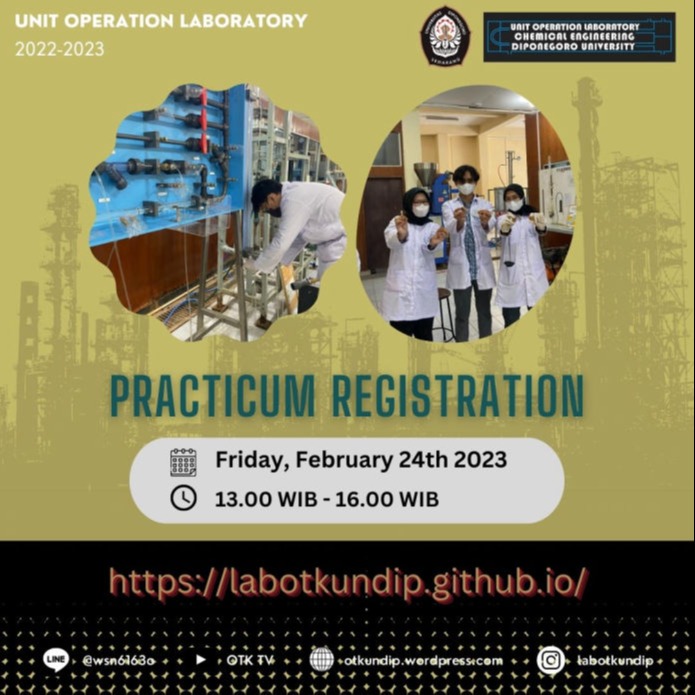 UNIT OPERATION LABORATORY
2022-2023
UNIT OPERATION LABORATORY
CHEMICAL ENGINEERING
DIPONEGORO UNIVERSITY
SEMARANG
PRACTICUM REGISTRATION
Friday, February 24th 2023
13.00 WIB - 16.00 WIB
https://labotkundip.github.io/
LINE
@wsn6163o
OTK TV
otkundip.wordpress.com
labotkundip